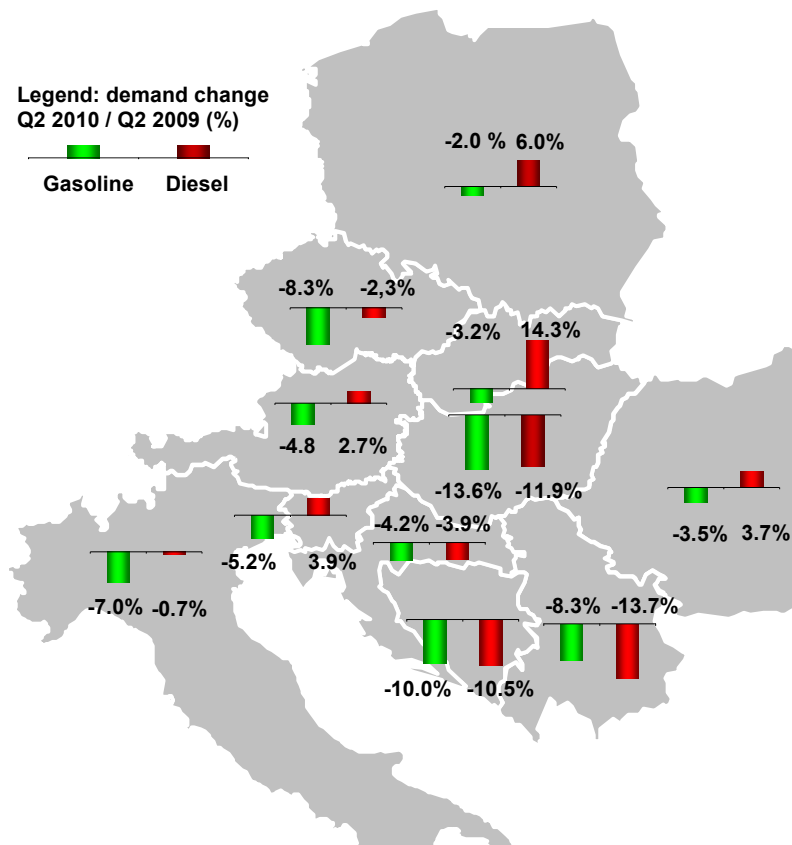 Legend: demand change
Q2 2010 / Q2 2009 (%)
Gasoline Diesel
-2.0 % 6.0%
-8.3% -2,3%
-3.2% 14.3%
-4.8 2.7%
-13.6% -11.9%
-3.5% 3.7%
-5.2% 3.9%
-4.2% -3.9%
-7.0% -0.7%
-8.3% -13.7%
-10.0% -10.5%